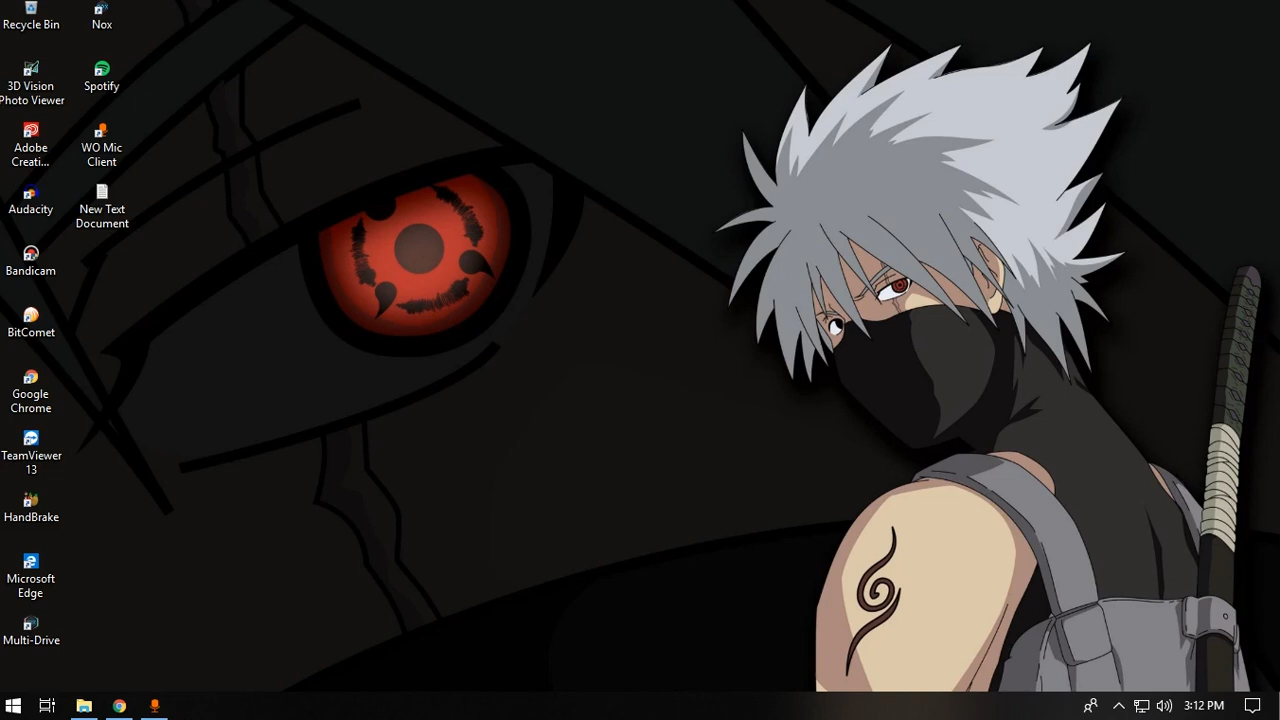 Recycle Bin
Nox
3D Vision
Photo Viewer
Spotify
Adobe
Creati...
WO Mic
Client
Audacity
New Text
Document
Bandicam
BitComet
Google
Chrome
TeamViewer
13
HandBrake
Microsoft
Edge
Multi-Drive
3:12 PM